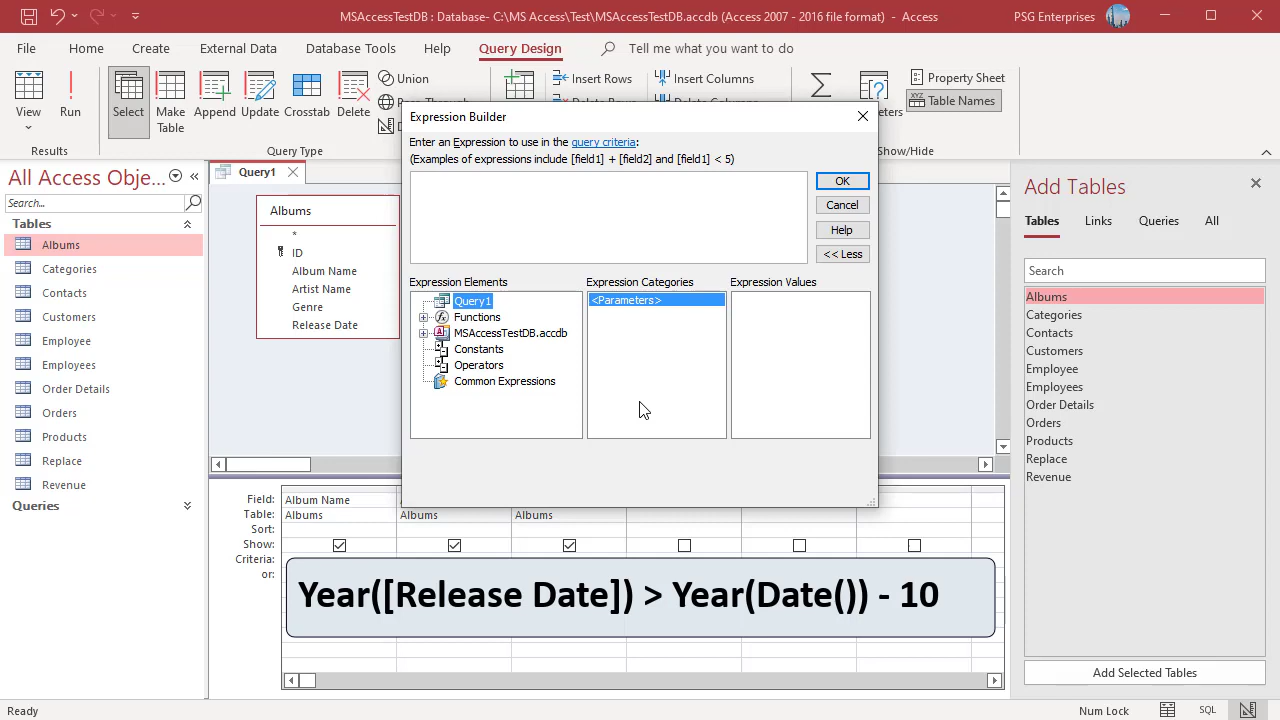 MSAccessTestDB : Database- C:\MS Access\Test\MSAccessTestDB.accdb (Access 2007 - 2016 file format) - Access
PSG Enterprises
File
Home
Create
External Data
Database Tools
Help
Query Design
Tell me what you want to do
View
Run
Select
Make
Table
Append
Update
Crosstab
Delete
Union
Insert Rows
Insert Columns
Property Sheet
Table Names
Results
Query Type
Show/Hide
All Access Obje...
Search...
Tables
Albums
Categories
Contacts
Customers
Employee
Employees
Order Details
Orders
Products
Replace
Revenue
Queries
Query1
Albums
*
ID
Album Name
Artist Name
Genre
Release Date
Expression Builder
Enter an Expression to use in the query criteria:
(Examples of expressions include [field1] + [field2] and [field1] < 5)
OK
Cancel
Help
<< Less
Expression Elements
Query1
Functions
MSAccessTestDB.accdb
Constants
Operators
Common Expressions
Expression Categories
<Parameters>
Expression Values
Field: Album Name
Table: Albums Albums Albums
Sort:
Show:
Criteria:
or:
Year([Release Date]) > Year(Date()) - 10
Add Tables
Tables
Links
Queries
All
Search
Albums
Categories
Contacts
Customers
Employee
Employees
Order Details
Orders
Products
Replace
Revenue
Add Selected Tables
Ready
Num Lock
SQL